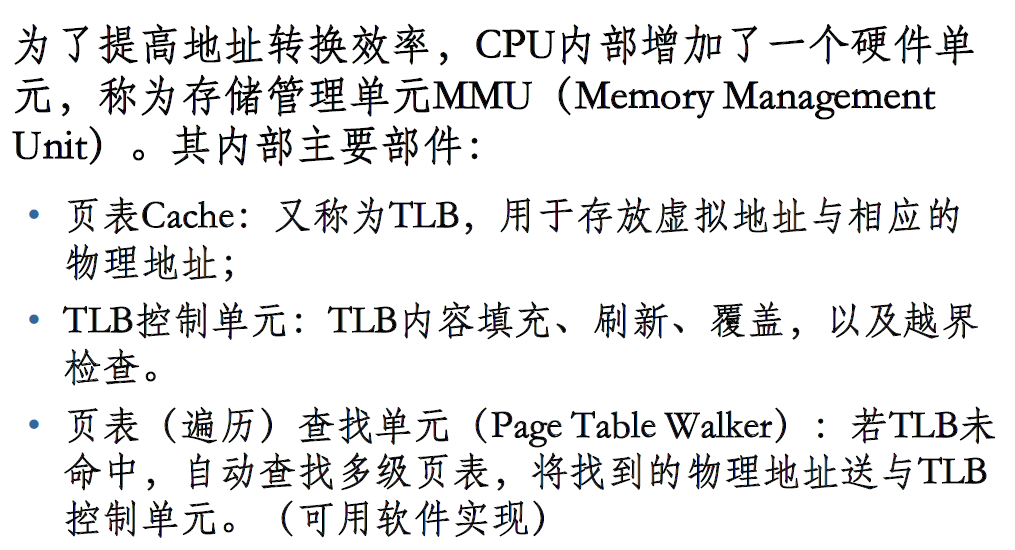 为了提高地址转换效率，CPU内部增加了一个硬件单
元，称为存储管理单元MMU（Memory Management
Unit）。其内部主要部件：
• 页表Cache：又称为TLB，用于存放虚拟地址与相应的
物理地址；
• TLB控制单元：TLB内容填充、刷新、覆盖，以及越界
检查。
• 页表（遍历）查找单元（Page Table Walker）：若TLB未
命中，自动查找多级页表，将找到的物理地址送与TLB
控制单元。（可用软件实现）